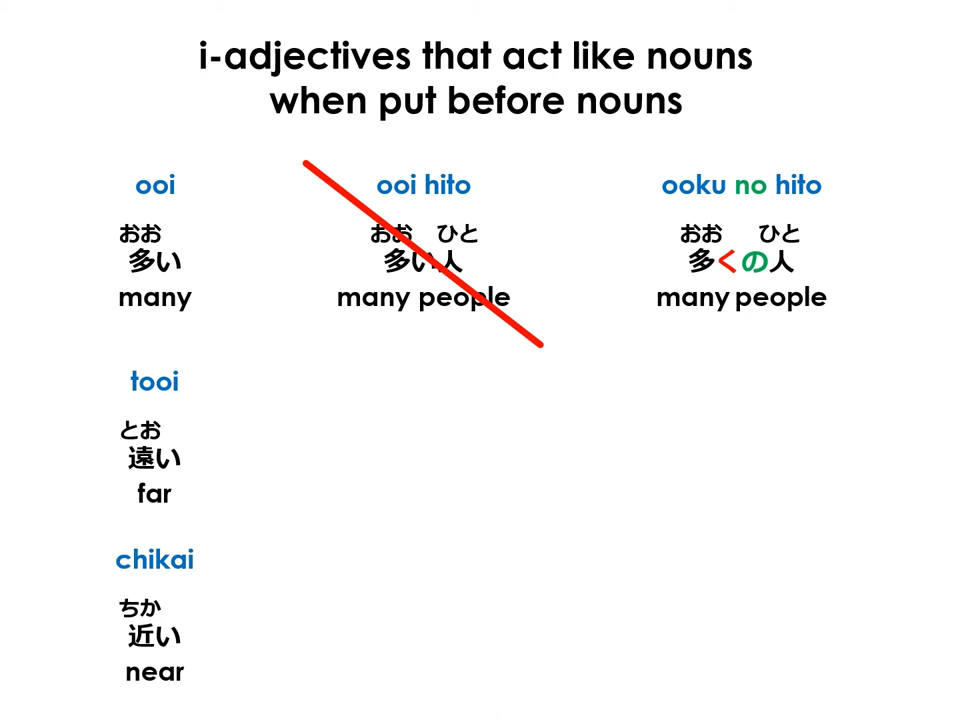 i-adjectives that act like nouns
when put before nouns
ooi
おお
多い
many
ooi hito
おお ひと
多い人
many people
ooku no hito
おお ひと
多くの人
many people
tooi
とお
遠い
far
chikai
ちか
近い
near